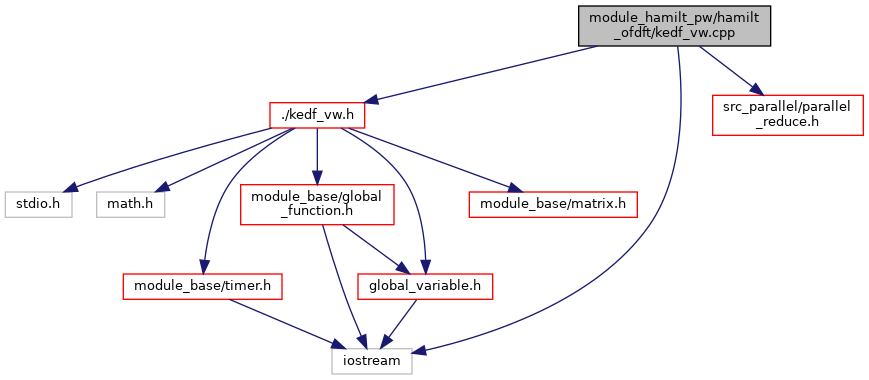 module_hamilt_pw/hamilt
_ofdft/kedf_vw.cpp
./kedf_vw.h
src_parallel/parallel
_reduce.h
stdio.h
math.h
module_base/global
_function.h
module_base/matrix.h
module_base/timer.h
global_variable.h
iostream